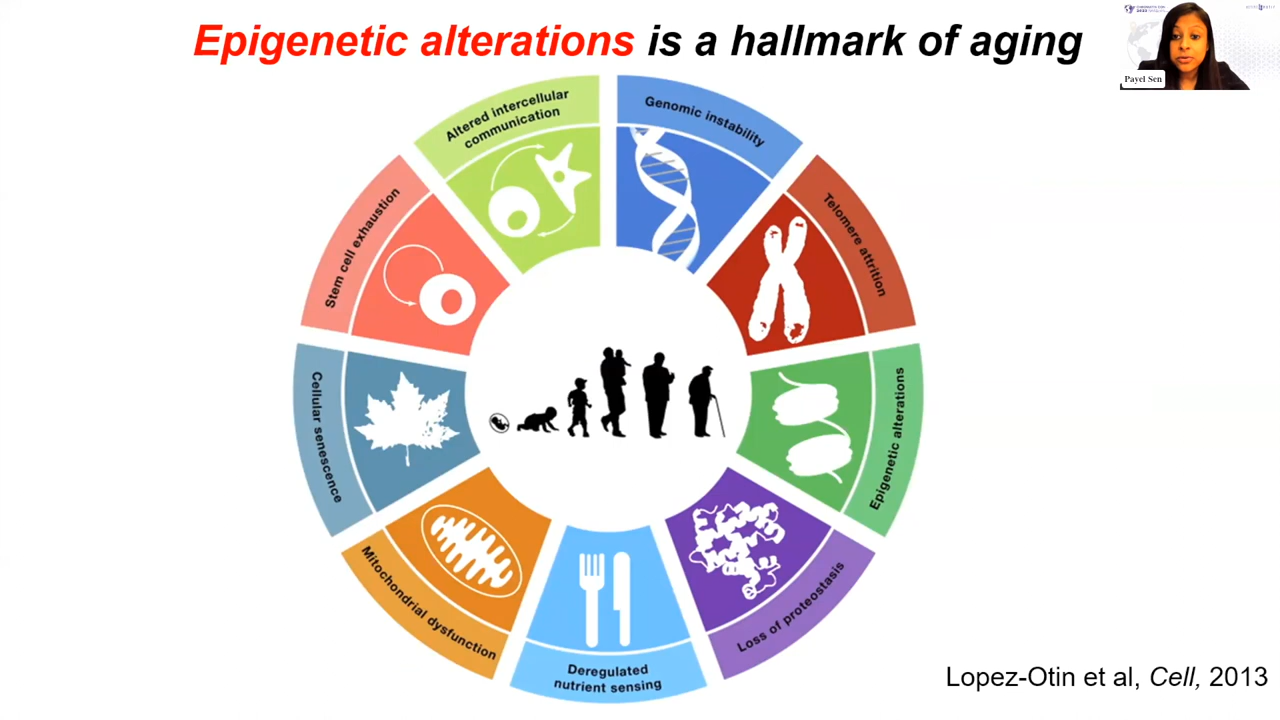 Epigenetic alterations is a hallmark of aging
Payel Sen
Altered intercellular
communication
Genomic instability
Telomere attrition
Epigenetic alterations
Loss of proteostasis
Deregulated
nutrient sensing
Mitochondrial dysfunction
Cellular senescence
Stem cell exhaustion
Lopez-Otin et al, Cell, 2013